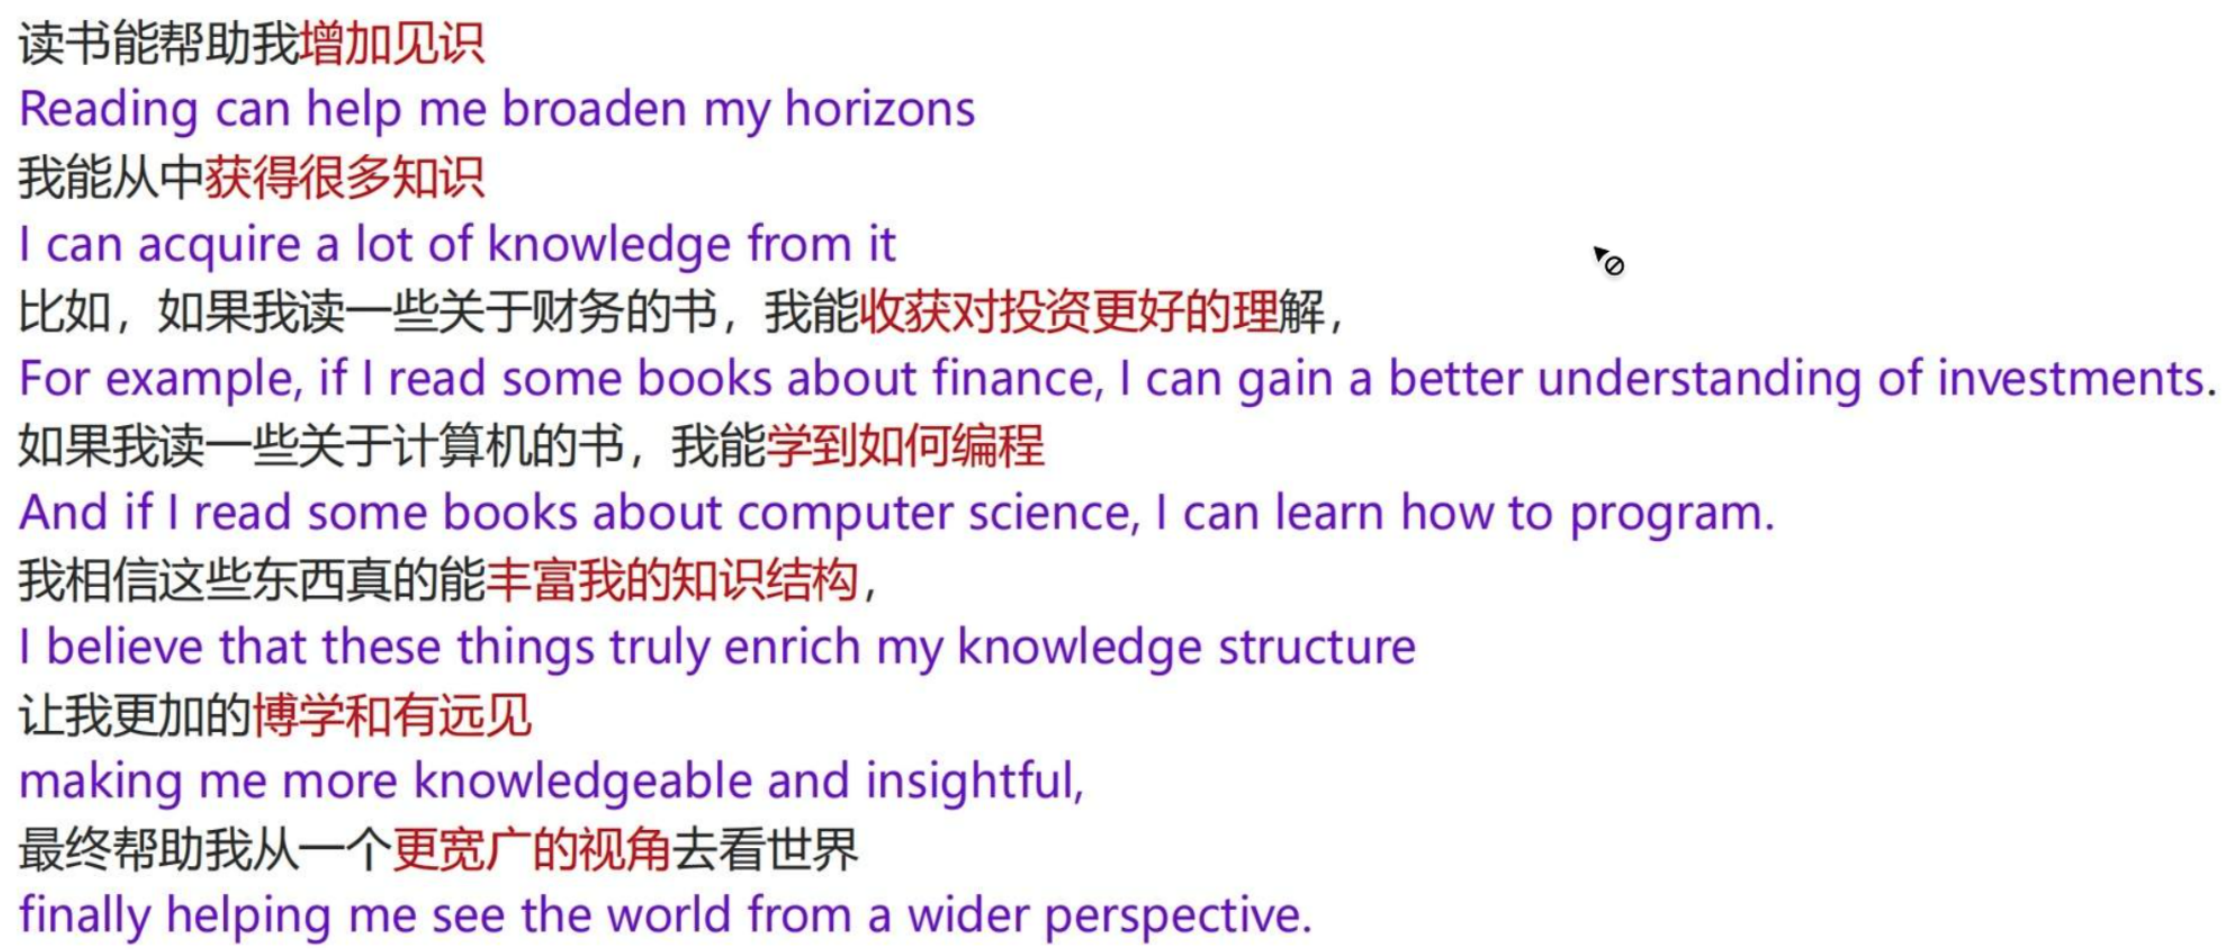 读书能帮助我增加见识
Reading can help me broaden my horizons
我能从中获得很多知识
I can acquire a lot of knowledge from it
比如，如果我读一些关于财务的书，我能收获对投资更好的理解，
For example, if I read some books about finance, I can gain a better understanding of investments.
如果我读一些关于计算机的书，我能学到如何编程
And if I read some books about computer science, I can learn how to program.
我相信这些东西真的能丰富我的知识结构，
I believe that these things truly enrich my knowledge structure
让我更加的博学和有远见
making me more knowledgeable and insightful,
最终帮助我从一个更宽广的视角去看世界
finally helping me see the world from a wider perspective.